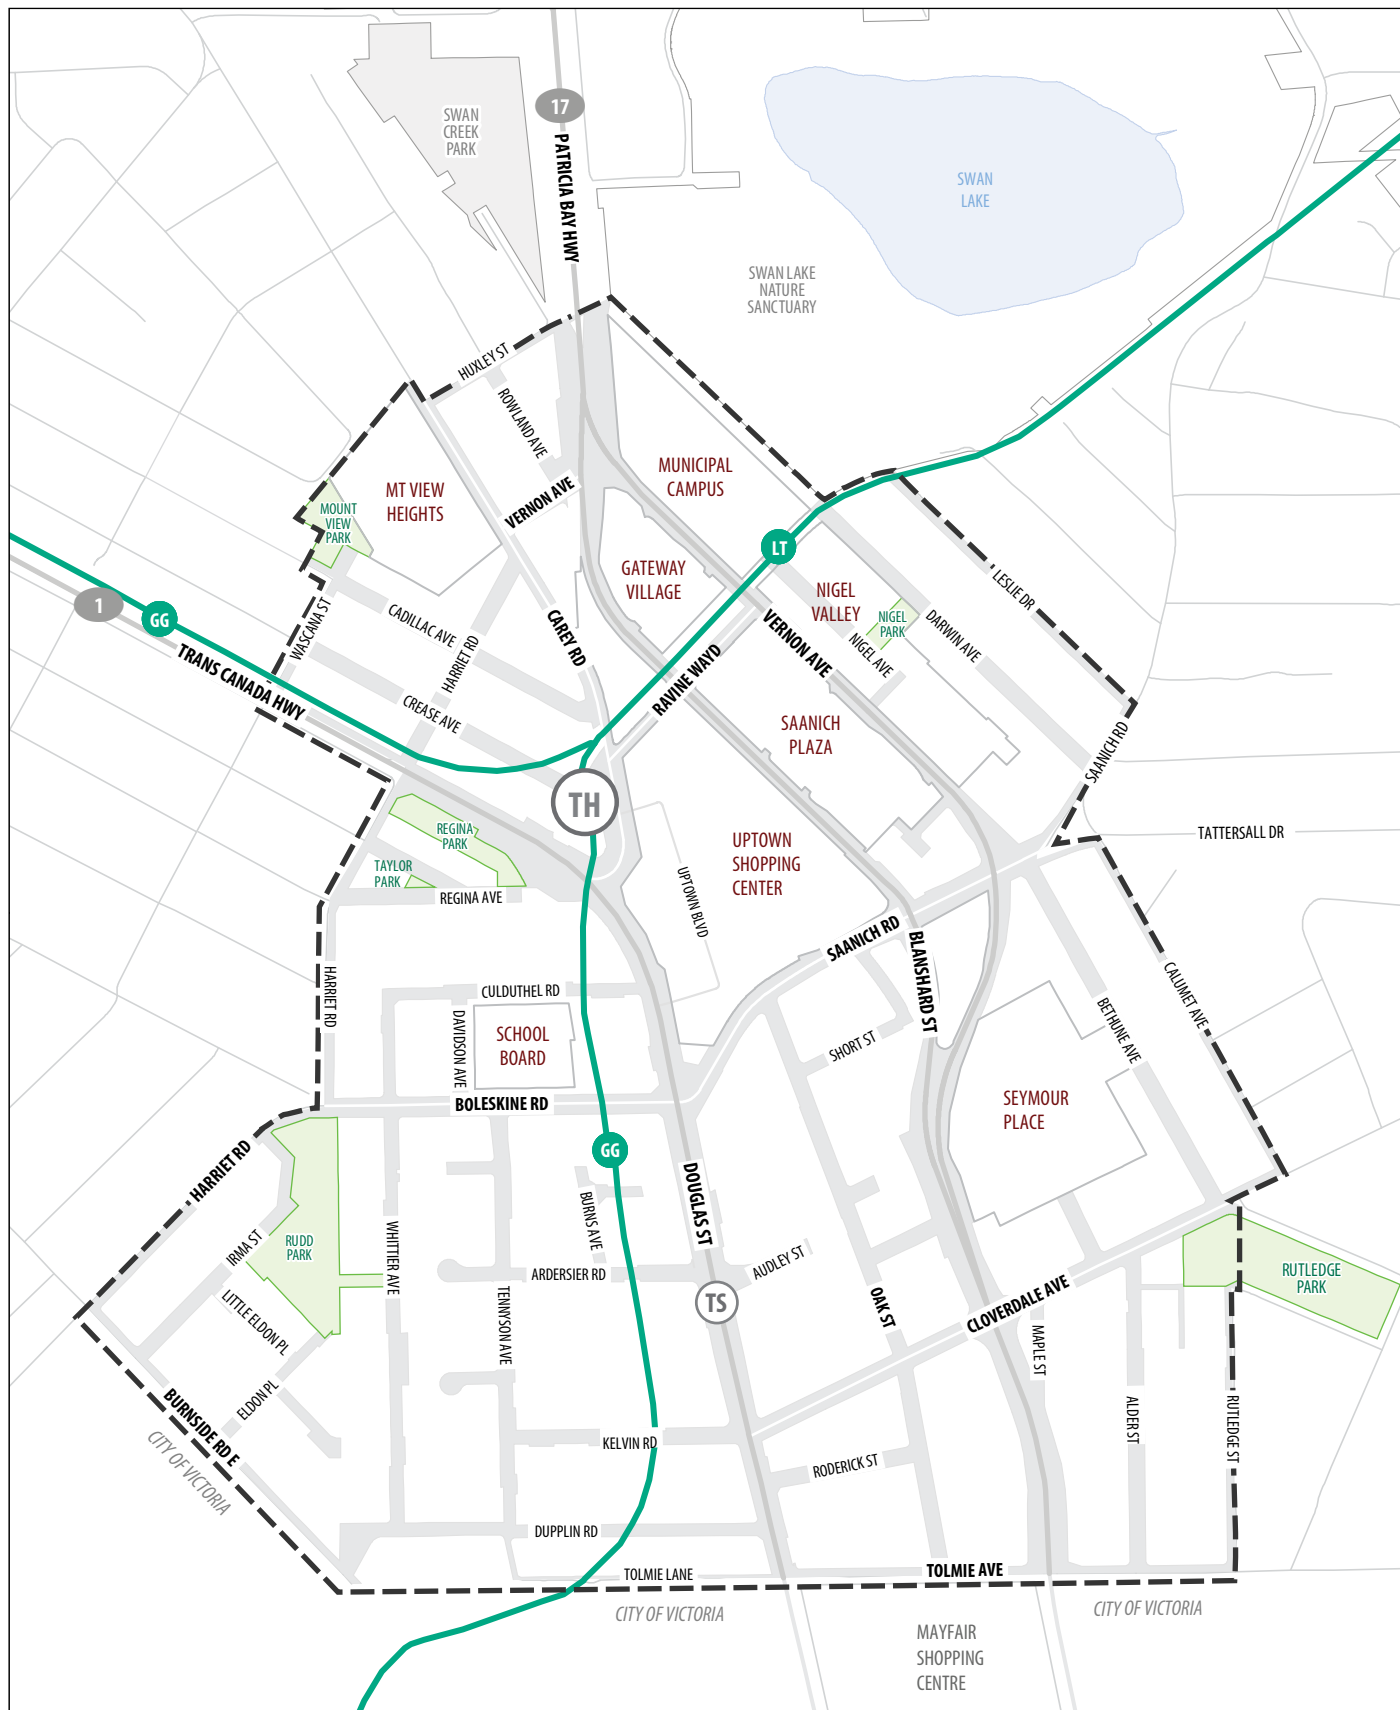 17
SWAN
CREEK
PARK
PATRICIA BAY HWY
SWAN
LAKE
SWAN LAKE
NATURE
SANCTUARY
HUXLEY ST
ROWLAND AVE
MUNICIPAL
CAMPUS
MT VIEW
HEIGHTS
VERNON AVE
MOUNT
VIEW
PARK
LT
GATEWAY
VILLAGE
NIGEL
VALLEY
NIGEL
PARK
LESLIE DR
1
GG
WASCANA ST
CADILLAC AVE
HARRIET RD
CAREY RD
VERNON AVE
NIGEL AVE
DARWIN AVE
TRANS CANADA HWY
CREASE AVE
RAVINE WAYD
SAANICH
PLAZA
SAANICH RD
TH
REGINA
PARK
TAYLOR
PARK
REGINA AVE
UPTOWN
SHOPPING
CENTER
UPTOWN BLVD
TATTERSALL DR
SAANICH RD
BLANSHARD ST
HARRIET RD
CULDUTHEL RD
DAVIDSON AVE
SCHOOL
BOARD
SHORT ST
BETHUNE AVE
CALUMET AVE
BOLESKINE RD
SEYMOUR
PLACE
HARRIET RD
GG
DOUGLAS ST
BURNS AVE
WHITTIER AVE
IRMA ST
RUDD
PARK
AUDLEY ST
ARDERSIER RD
TENNYSON AVE
TS
OAK ST
CLOVERDALE AVE
RUTLEDGE
PARK
LITTLE ELDON PL
MAPLE ST
ELDON PL
ALDER ST
RUTLEDGE ST
BURNSIDE RD E
CITY OF VICTORIA
KELVIN RD
RODERICK ST
DUPPLIN RD
TOLMIE LANE
TOLMIE AVE
CITY OF VICTORIA
CITY OF VICTORIA
MAYFAIR
SHOPPING
CENTRE